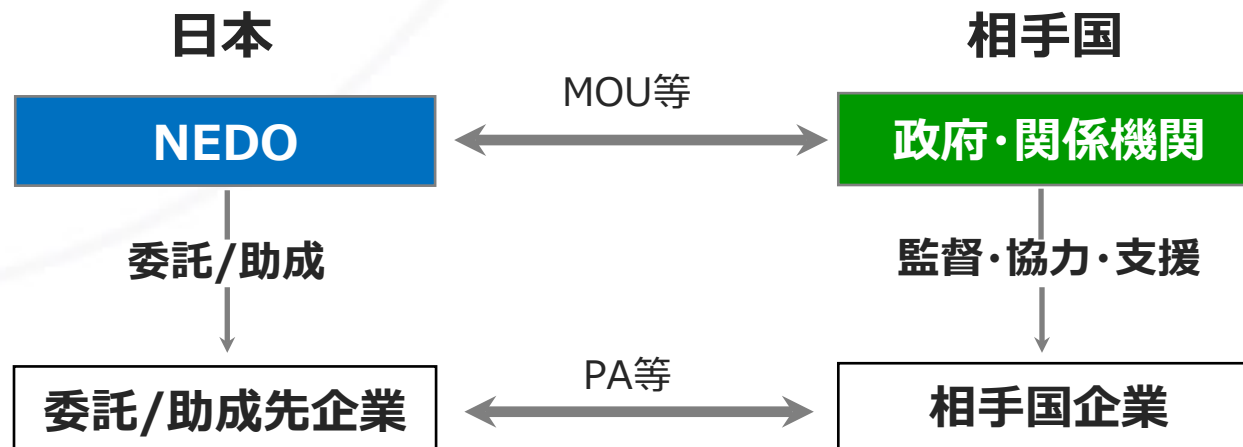 日本
相手国
MOU等
NEDO
政府･関係機関
委託/助成
監督･協力･支援
PA等
委託/助成先企業
相手国企業